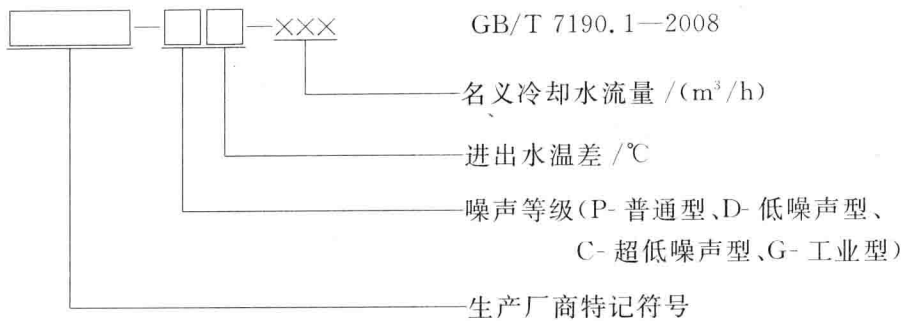 ××× GB/T 7190.1—2008
名义冷却水流量/(m³/h)
进出水温差/℃
噪声等级(P-普通型、D-低噪声型、
C-超低噪声型、G-工业型)
生产厂商特记符号